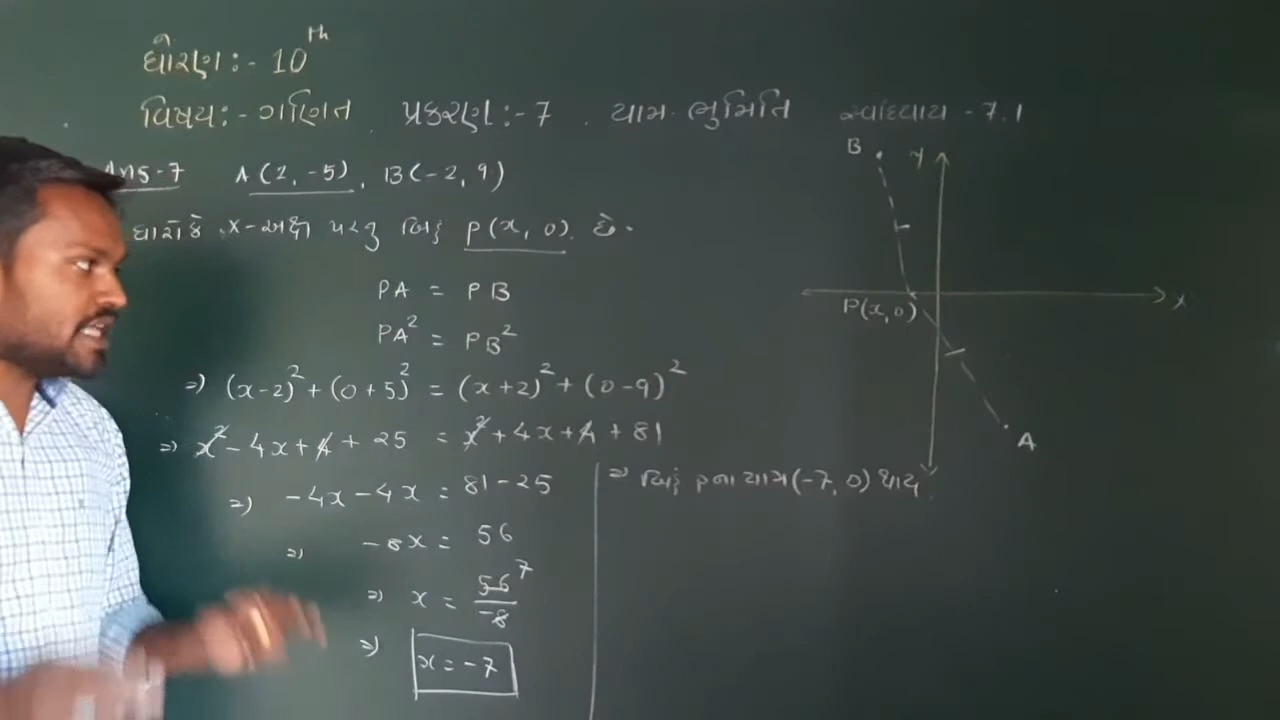 ધોરણ:- 10th
વિષય:- ગણિત પ્રકરણ:- 7 યામ ભુમિતિ સ્વાધ્યાય - 7.1
Ans-7 A(2, -5), B(-2, 9)
ધારો કે x-અક્ષ પરનુ બિંદુ P(x, 0) છે.
PA = PB
PA² = PB²
=) (x-2)² + (0+5)² = (x+2)² + (0-9)²
=) x² - 4x + 4 + 25 = x² + 4x + 4 + 81
=) -4x - 4x = 81 - 25
=) -8x = 56
=) x = 56 7 / -8
=) x = -7
=) બિંદુ Pના યામ (-7, 0) થાય.
B
y
P(x, 0)
x
A